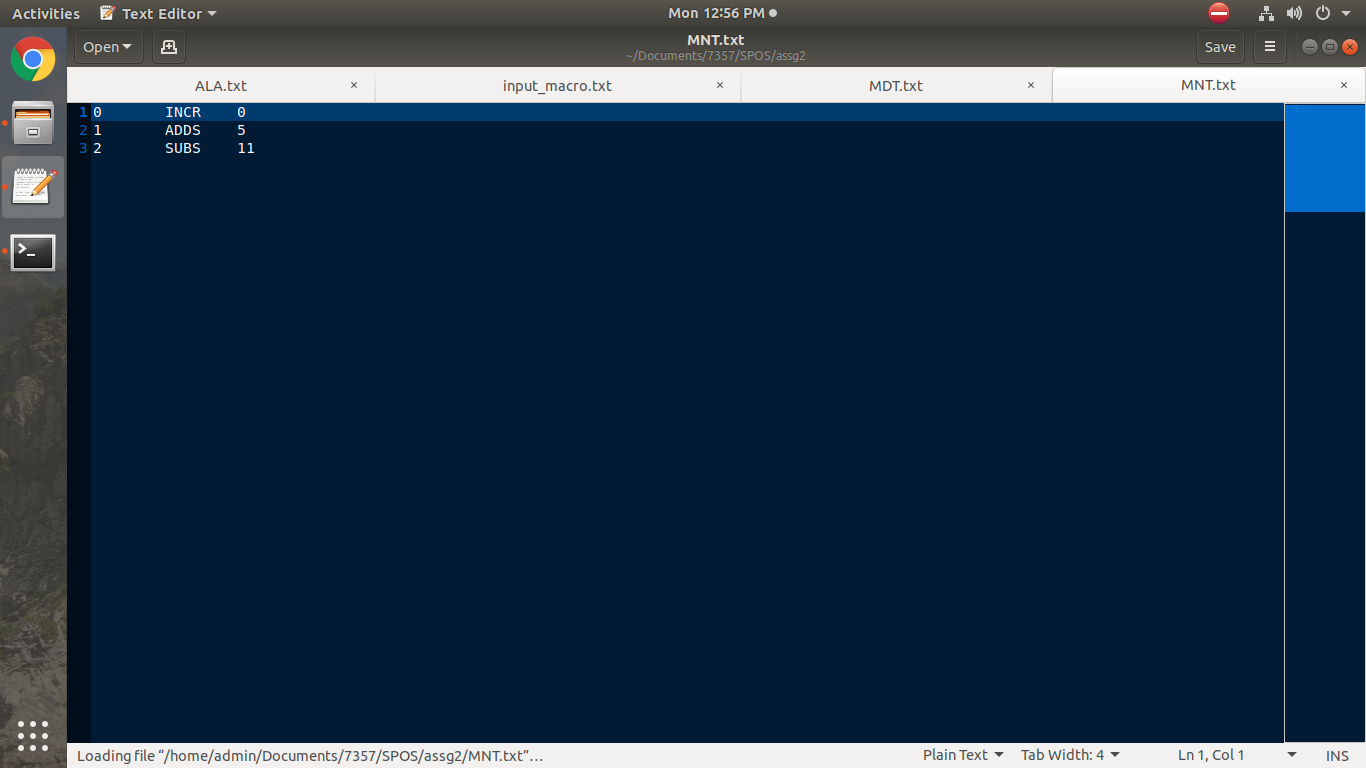 Activities Text Editor Mon 12:56 PM
Open MNT.txt Save
~/Documents/7357/SPOS/assg2
ALA.txt input_macro.txt MDT.txt MNT.txt
1 0 INCR 0
2 1 ADDS 5
3 2 SUBS 11
Loading file “/home/admin/Documents/7357/SPOS/assg2/MNT.txt”… Plain Text Tab Width: 4 Ln 1, Col 1 INS